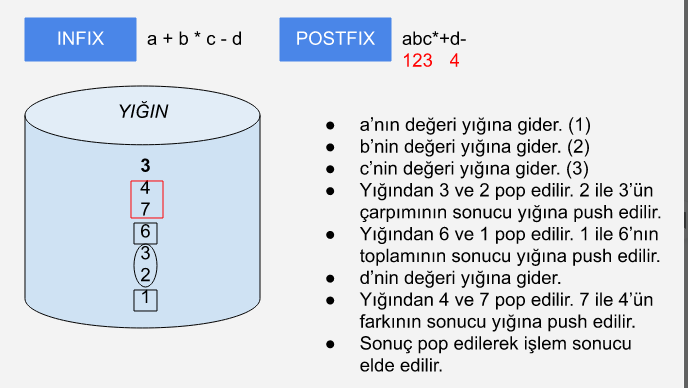 INFIX a + b * c - d POSTFIX abc*+d-
123 4
YIĞIN
3
4
7
6
3
2
1
● a’nın değeri yığına gider. (1)
● b’nin değeri yığına gider. (2)
● c’nin değeri yığına gider. (3)
● Yığından 3 ve 2 pop edilir. 2 ile 3’ün
çarpımının sonucu yığına push edilir.
● Yığından 6 ve 1 pop edilir. 1 ile 6’nın
toplamının sonucu yığına push edilir.
● d’nin değeri yığına gider.
● Yığından 4 ve 7 pop edilir. 7 ile 4’ün
farkının sonucu yığına push edilir.
● Sonuç pop edilerek işlem sonucu
elde edilir.